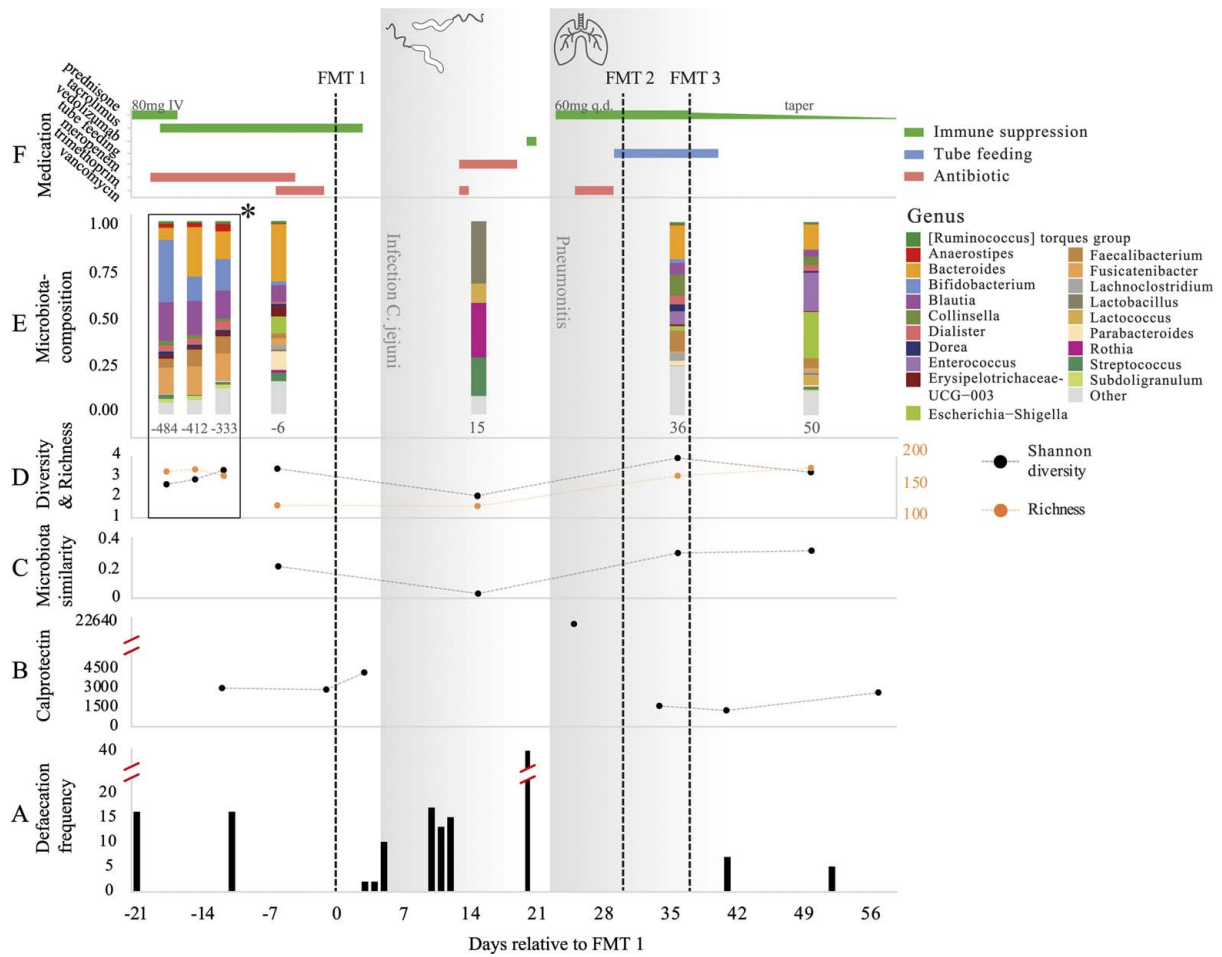 FMT 1
FMT 2 FMT 3
prednisone
tacrolimus
vedolizumab
tube feeding
meropenem
trimethoprim
vancomycin
80mg IV
60mg q.d.
taper
F
Medication
Immune suppression
Tube feeding
Antibiotic
E
Microbiota-
composition
1.00
0.75
0.50
0.25
0.00
*
Infection C. jejuni
Pneumonitis
-484 -412 -333 -6 15 36 50
Genus
[Ruminococcus] torques group
Anaerostipes
Bacteroides
Bifidobacterium
Blautia
Collinsella
Dialister
Dorea
Enterococcus
Erysipelotrichaceae-
UCG-003
Escherichia-Shigella
Faecalibacterium
Fusicatenibacter
Lachnoclostridium
Lactobacillus
Lactococcus
Parabacteroides
Rothia
Streptococcus
Subdoligranulum
Other
D
Diversity
& Richness
4
3
2
1
200
150
100
Shannon
diversity
Richness
C
Microbiota
similarity
0.4
0.2
0
B
Calprotectin
22640
4500
3000
1500
0
A
Defaecation
frequency
40
20
15
10
5
0
-21 -14 -7 0 7 14 21 28 35 42 49 56
Days relative to FMT 1